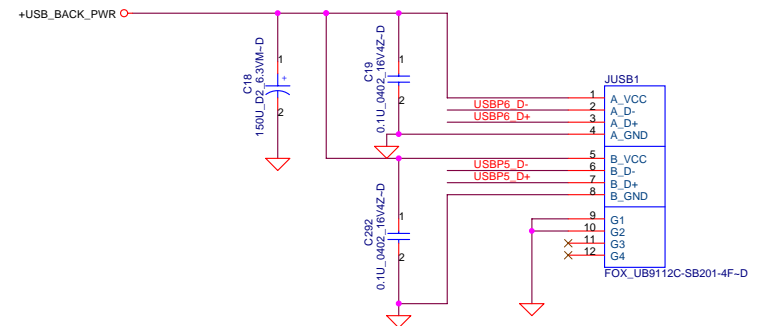 +USB_BACK_PWR
C18
150U_D2_6.3VM~D
1
+
2
C19
0.1U_0402_16V4Z~D
1
2
JUSB1
USBP6_D-
USBP6_D+
1 A_VCC
2 A_D-
3 A_D+
4 A_GND
USBP5_D-
USBP5_D+
5 B_VCC
6 B_D-
7 B_D+
8 B_GND
C292
0.1U_0402_16V4Z~D
1
2
9 G1
10 G2
11 G3
12 G4
FOX_UB9112C-SB201-4F~D